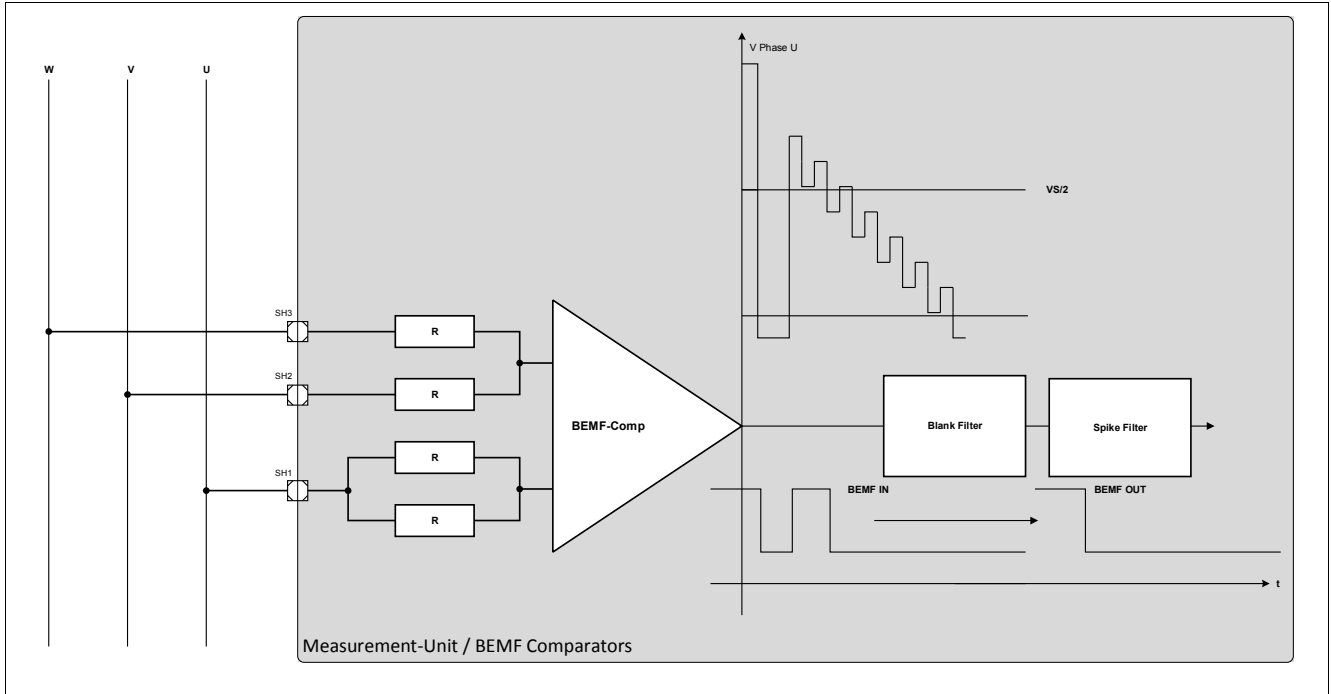 V Phase U
W
V
U
VS/2
SH3
R
SH2
R
BEMF-Comp
Blank Filter
Spike Filter
SH1
R
R
BEMF IN
BEMF OUT
t
Measurement-Unit / BEMF Comparators